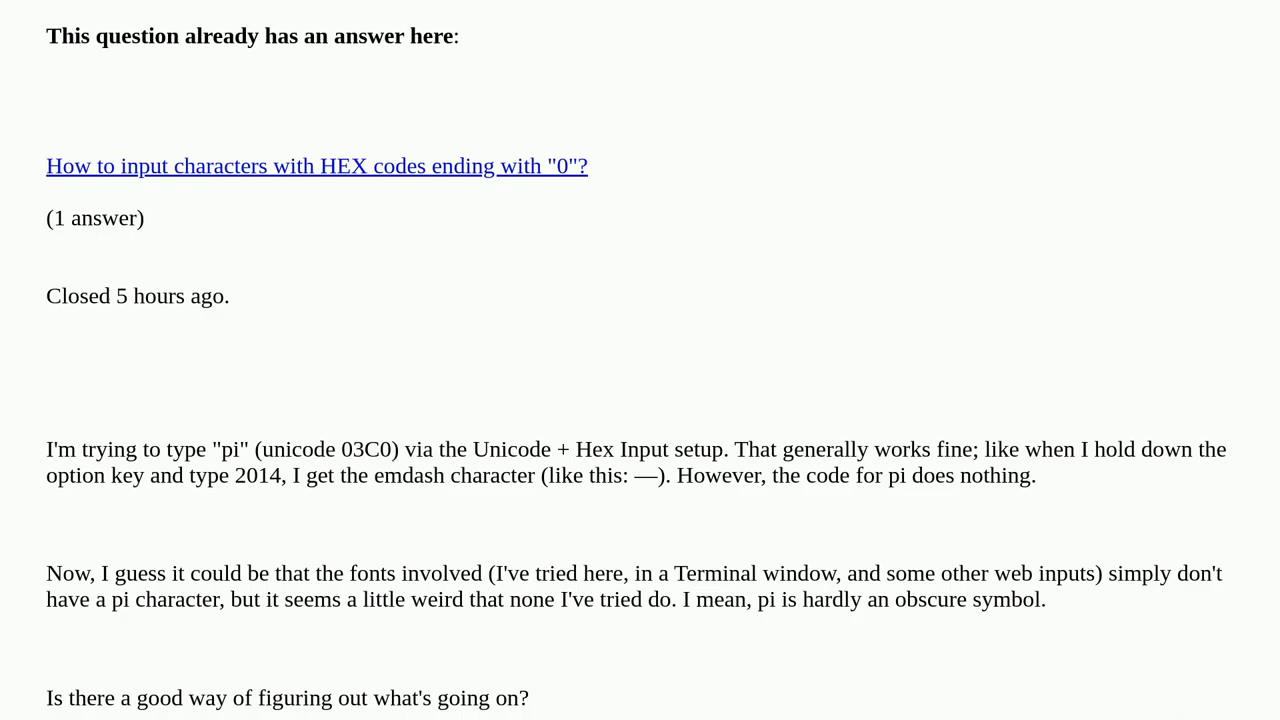 This question already has an answer here:
How to input characters with HEX codes ending with "0"?
(1 answer)
Closed 5 hours ago.
I'm trying to type "pi" (unicode 03C0) via the Unicode + Hex Input setup. That generally works fine; like when I hold down the
option key and type 2014, I get the emdash character (like this: —). However, the code for pi does nothing.
Now, I guess it could be that the fonts involved (I've tried here, in a Terminal window, and some other web inputs) simply don't
have a pi character, but it seems a little weird that none I've tried do. I mean, pi is hardly an obscure symbol.
Is there a good way of figuring out what's going on?